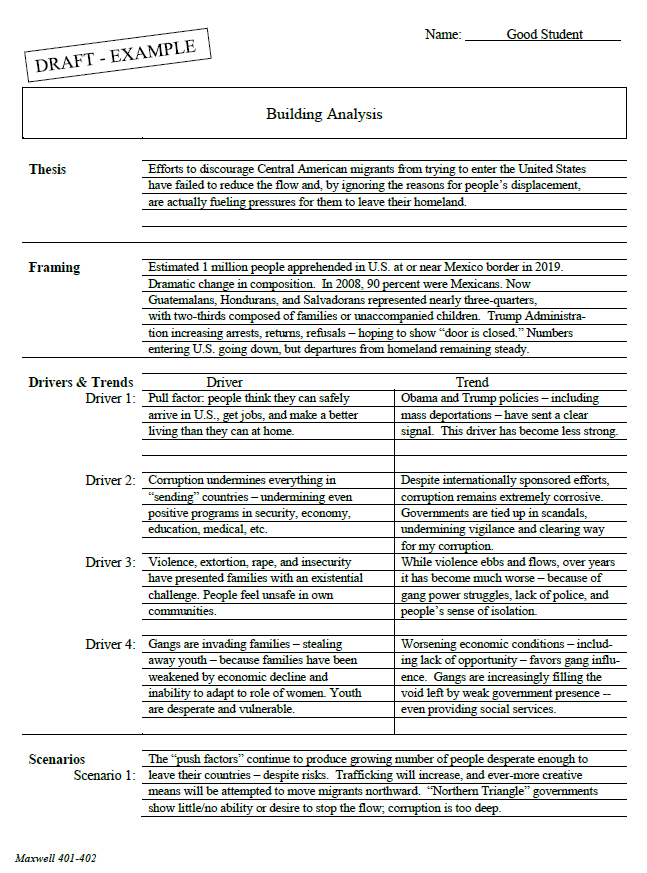 Name: Good Student
DRAFT - EXAMPLE
Building Analysis
Thesis
Efforts to discourage Central American migrants from trying to enter the United States
have failed to reduce the flow and, by ignoring the reasons for people's displacement,
are actually fueling pressures for them to leave their homeland.
Framing
Estimated 1 million people apprehended in U.S. at or near Mexico border in 2019.
Dramatic change in composition. In 2008, 90 percent were Mexicans. Now
Guatemalans, Hondurans, and Salvadorans represented nearly three-quarters,
with two-thirds composed of families or unaccompanied children. Trump Administra-
tion increasing arrests, returns, refusals – hoping to show “door is closed.” Numbers
entering U.S. going down, but departures from homeland remaining steady.
Drivers & Trends Driver Trend
Driver 1:
Pull factor: people think they can safely
arrive in U.S., get jobs, and make a better
living than they can at home.
Obama and Trump policies – including
mass deportations – have sent a clear
signal. This driver has become less strong.
Driver 2:
Corruption undermines everything in
“sending” countries – undermining even
positive programs in security, economy,
education, medical, etc.
Despite internationally sponsored efforts,
corruption remains extremely corrosive.
Governments are tied up in scandals,
undermining vigilance and clearing way
for my corruption.
Driver 3:
Violence, extortion, rape, and insecurity
have presented families with an existential
challenge. People feel unsafe in own
communities.
While violence ebbs and flows, over years
it has become much worse – because of
gang power struggles, lack of police, and
people's sense of isolation.
Driver 4:
Gangs are invading families – stealing
away youth – because families have been
weakened by economic decline and
inability to adapt to role of women. Youth
are desperate and vulnerable.
Worsening economic conditions – includ-
ing lack of opportunity – favors gang influ-
ence. Gangs are increasingly filling the
void left by weak government presence --
even providing social services.
Scenarios
Scenario 1:
The “push factors” continue to produce growing number of people desperate enough to
leave their countries – despite risks. Trafficking will increase, and ever-more creative
means will be attempted to move migrants northward. “Northern Triangle” governments
show little/no ability or desire to stop the flow; corruption is too deep.
Maxwell 401-402